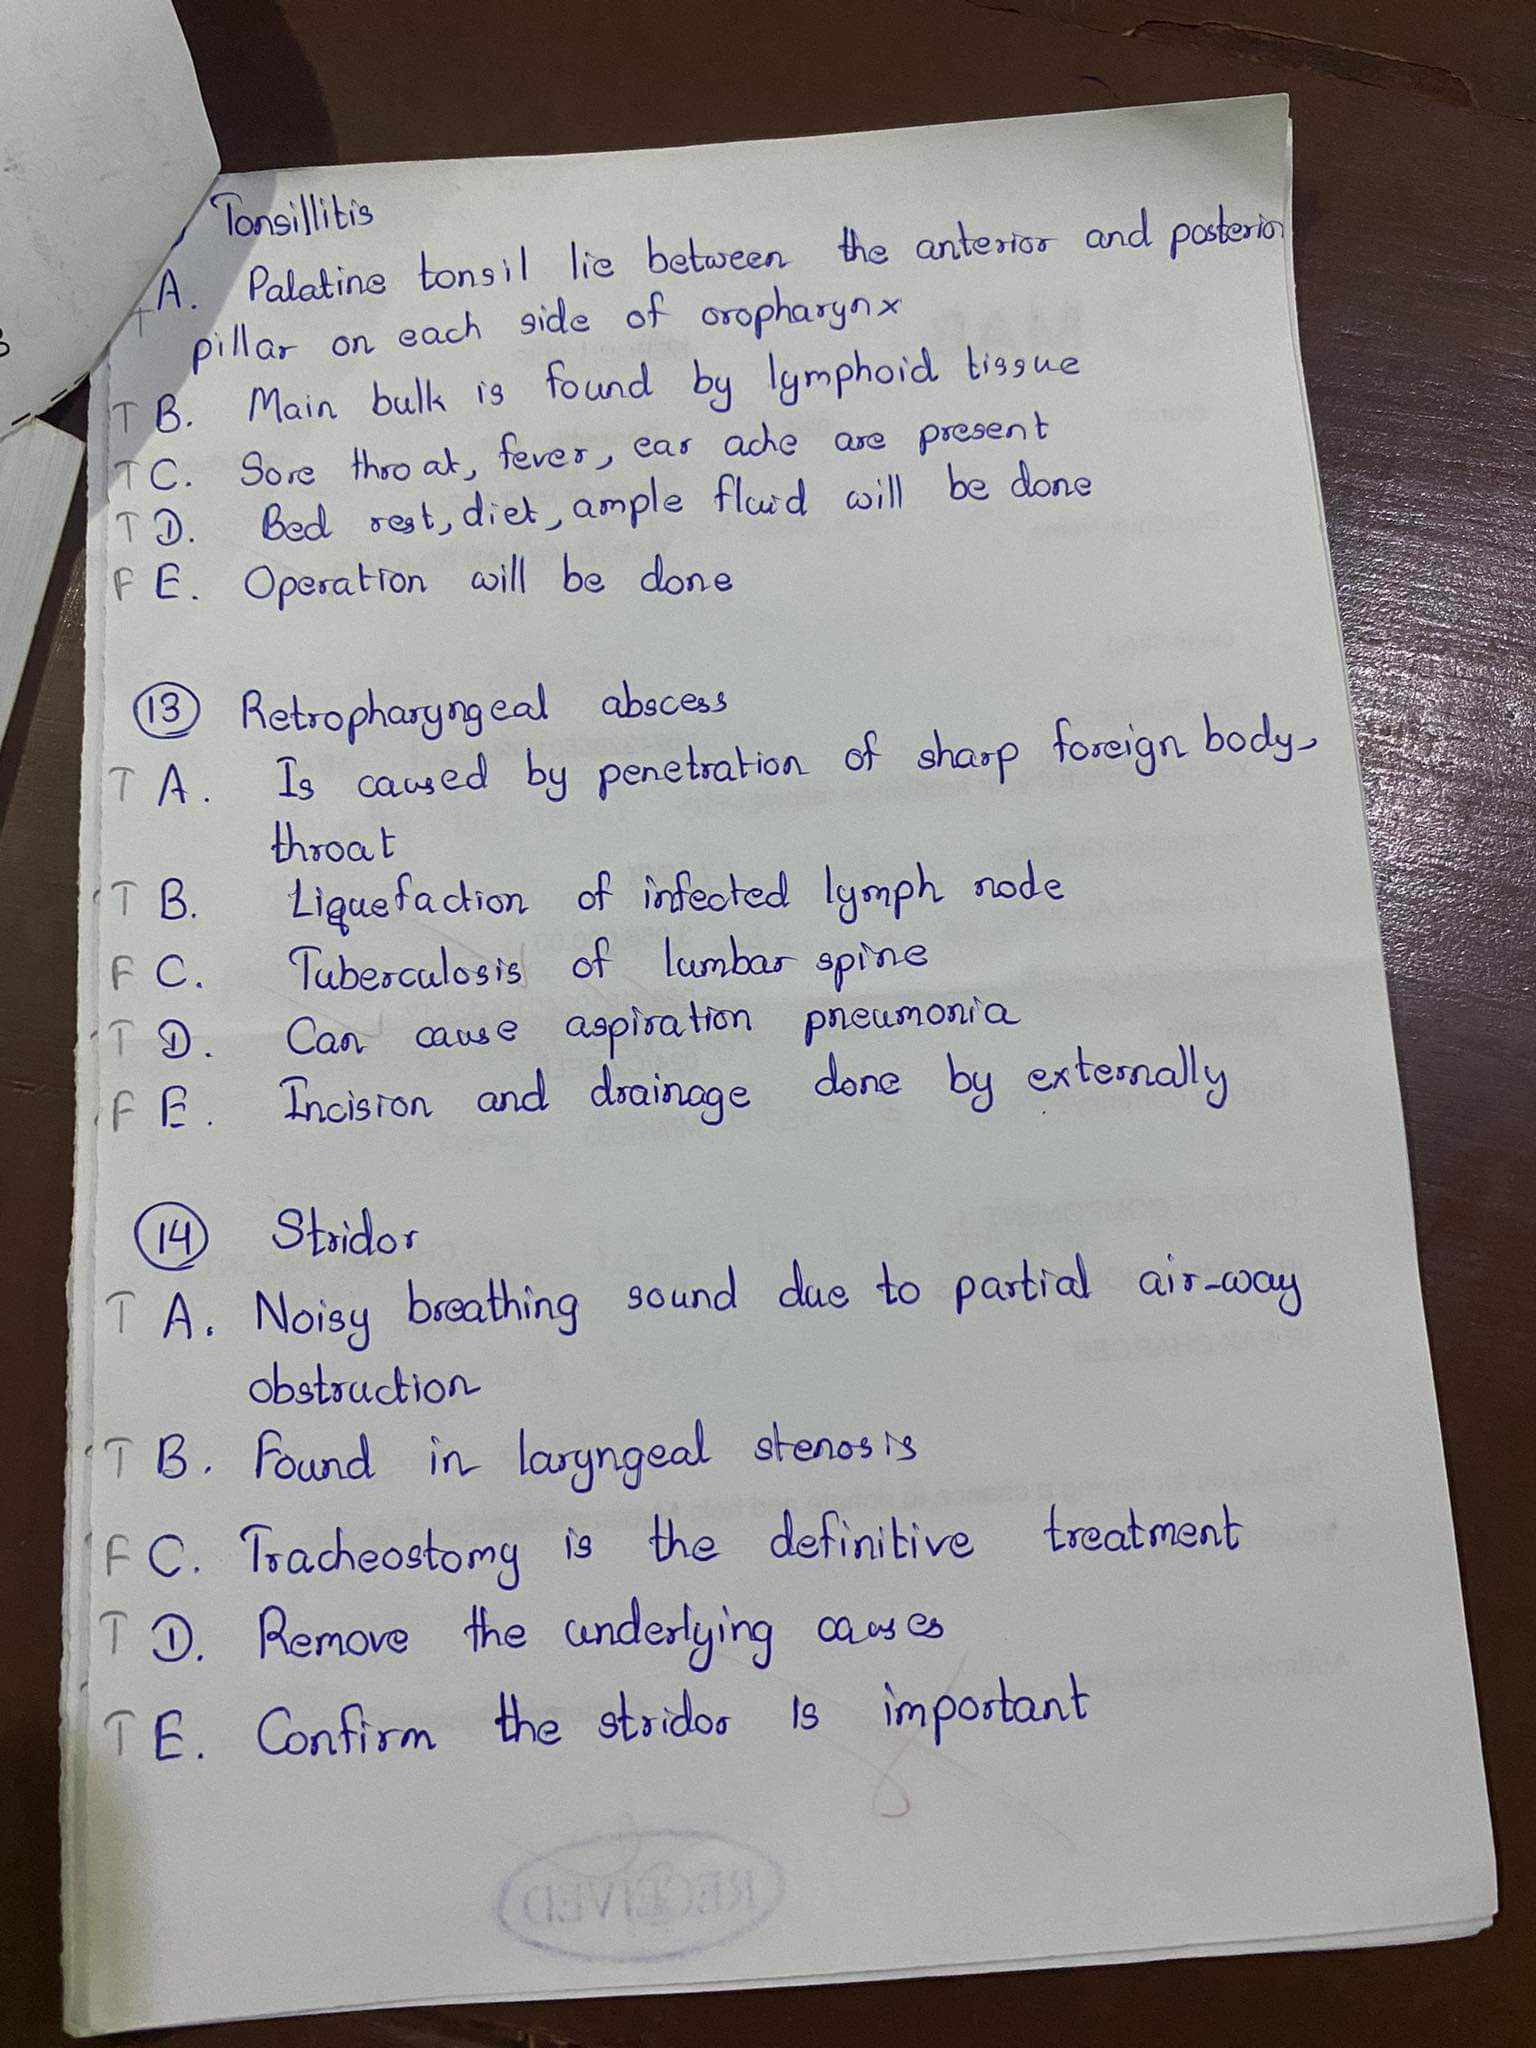 Tonsillitis
T A. Palatine tonsil lie between the anterior and posterior
pillar on each side of oropharynx
T B. Main bulk is found by lymphoid tissue
T C. Sore throat, fever, ear ache are present
T D. Bed rest, diet, ample fluid will be done
F E. Operation will be done
13 Retropharyngeal abscess
T A. Is caused by penetration of sharp foreign body,
throat
T B. Liquefaction of infected lymph node
F C. Tuberculosis of lumbar spine
T D. Can cause aspiration pneumonia
F E. Incision and drainage done by externally
14 Stridor
T A. Noisy breathing sound due to partial air-way
obstruction
T B. Found in laryngeal stenosis
F C. Tracheostomy is the definitive treatment
T D. Remove the underlying causes
T E. Confirm the stridor is important
RECEIVED